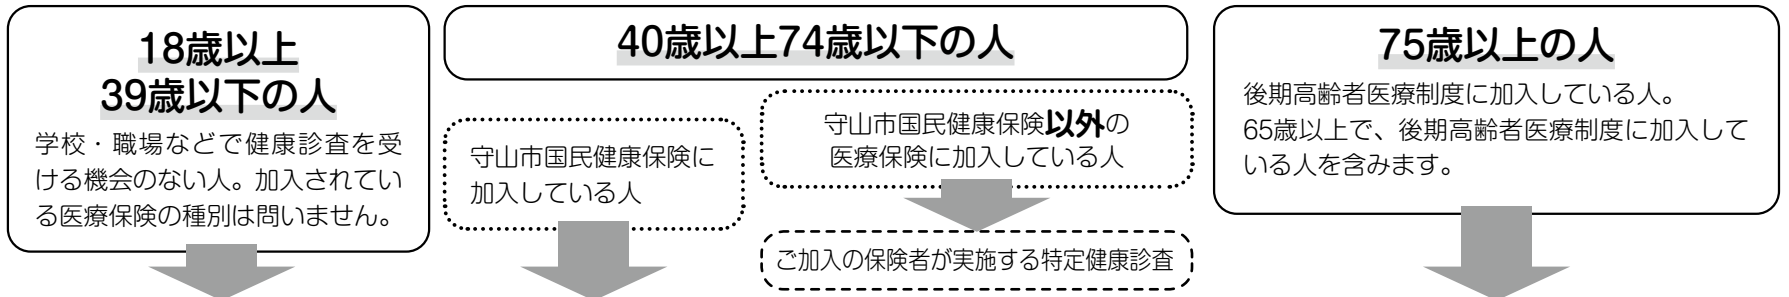 18歳以上
39歳以下の人
学校・職場などで健康診査を受
ける機会のない人。加入されてい
る医療保険の種別は問いません。
40歳以上74歳以下の人
守山市国民健康保険に
加入している人
守山市国民健康保険以外の
医療保険に加入している人
ご加入の保険者が実施する特定健康診査
75歳以上の人
後期高齢者医療制度に加入している人。
65歳以上で、後期高齢者医療制度に加入して
いる人を含みます。